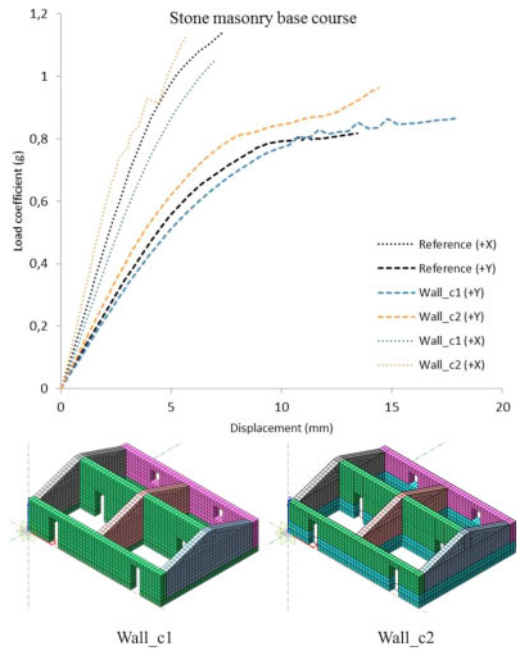 Stone masonry base course
1,2
1
0,8
0,6
0,4
0,2
0
Load coefficient (g)
Reference (+X)
Reference (+Y)
Wall_c1 (+Y)
Wall_c2 (+Y)
Wall_c1 (+X)
Wall_c2 (+X)
0 5 10 15 20
Displacement (mm)
Wall_c1 Wall_c2